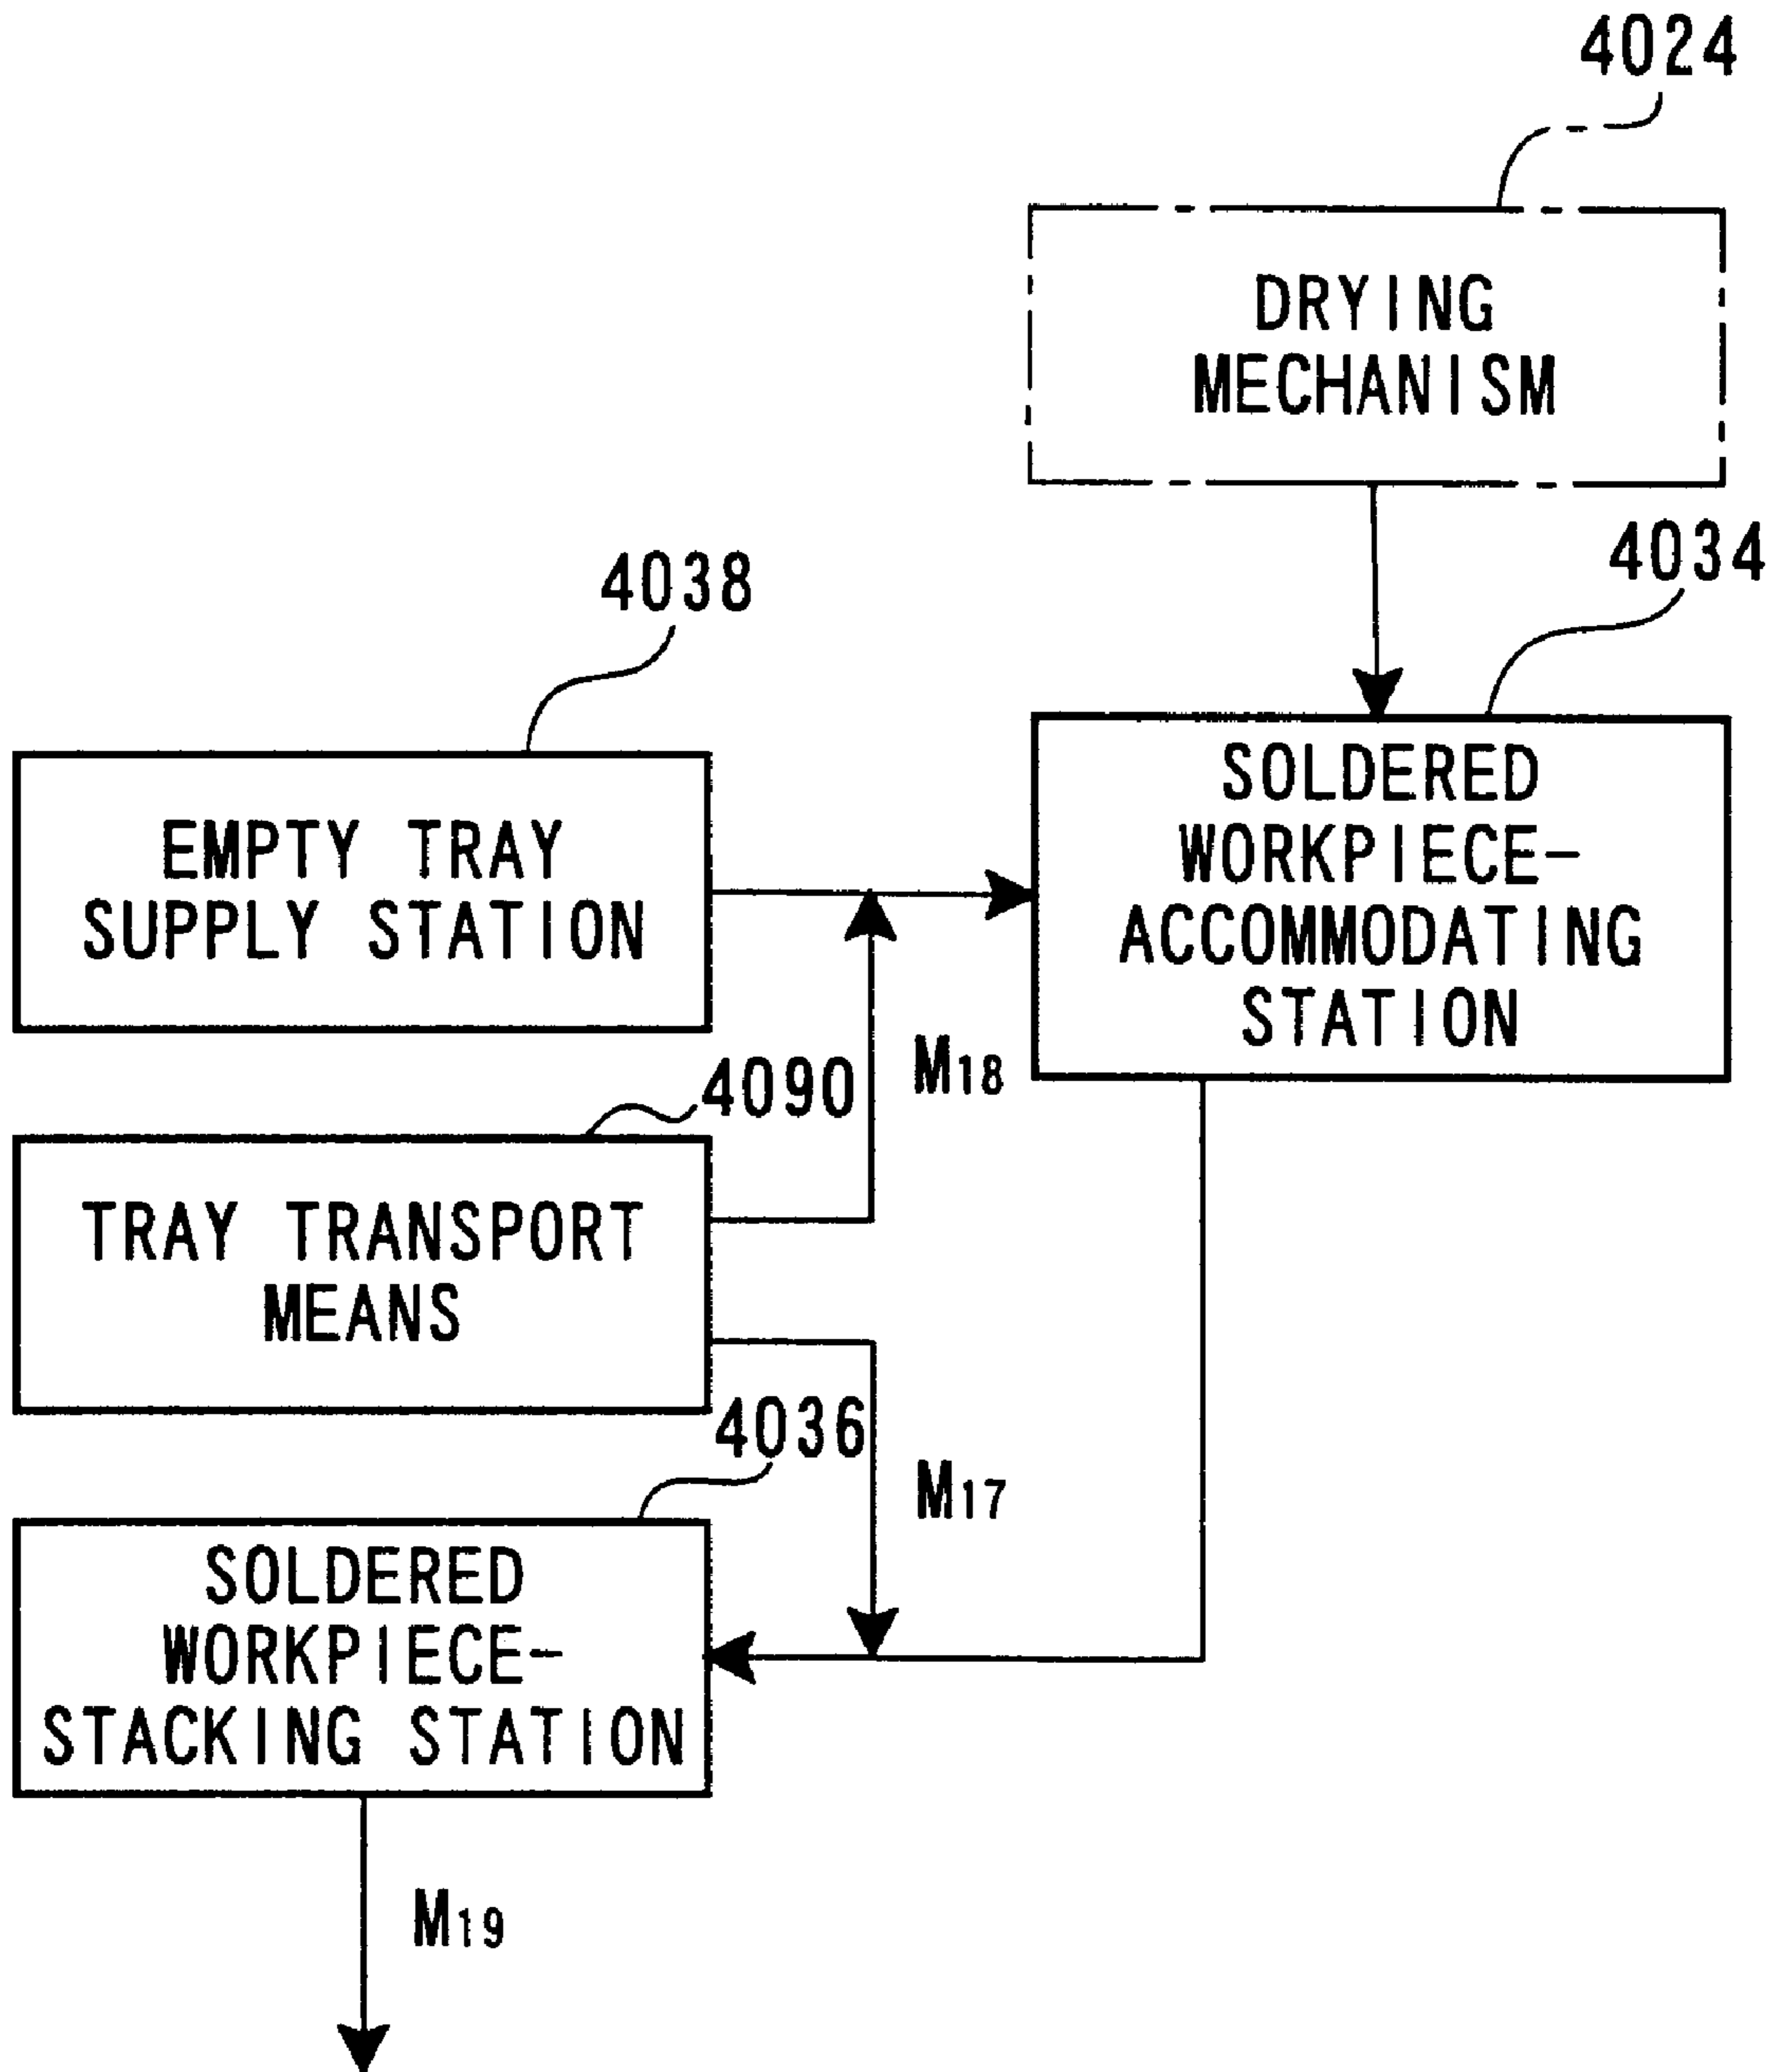 4024
DRYING
MECHANISM
4034
4038
SOLDERED
WORKPIECE-
ACCOMMODATING
STATION
EMPTY TRAY
SUPPLY STATION
M18
4090
TRAY TRANSPORT
MEANS
4036
M17
SOLDERED
WORKPIECE-
STACKING STATION
M19